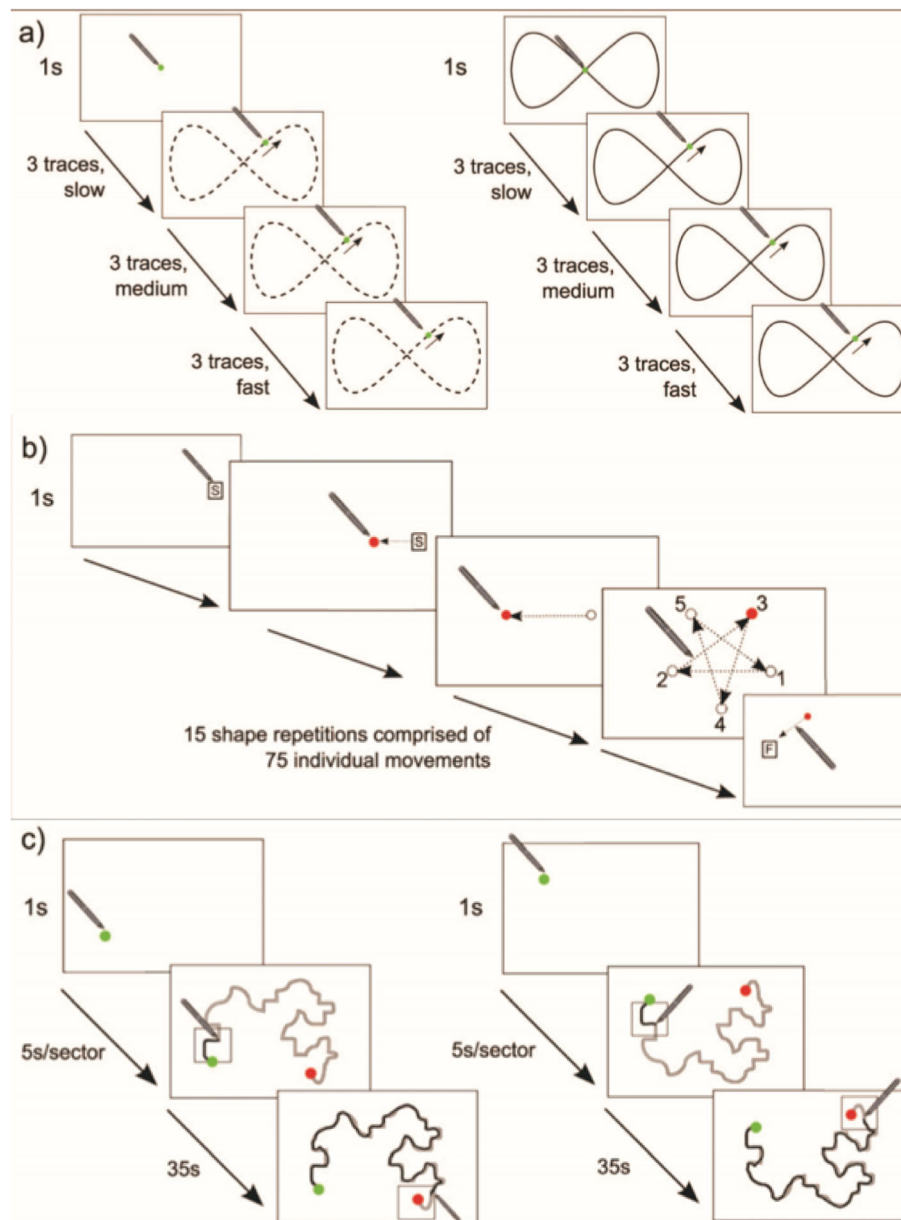 a)
1s
3 traces,
slow
3 traces,
medium
3 traces,
fast
1s
3 traces,
slow
3 traces,
medium
3 traces,
fast
b)
1s
S
S
5
3
2
1
4
15 shape repetitions comprised of
75 individual movements
F
c)
1s
5s/sector
35s
1s
5s/sector
35s